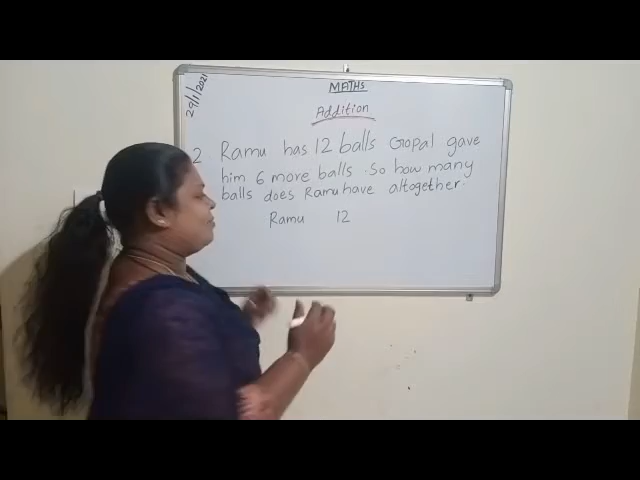 29/1/2021
MATHS
Addition
2 Ramu has 12 balls Gopal gave
him 6 more balls . So how many
balls does Ramu have altogether.
Ramu 12